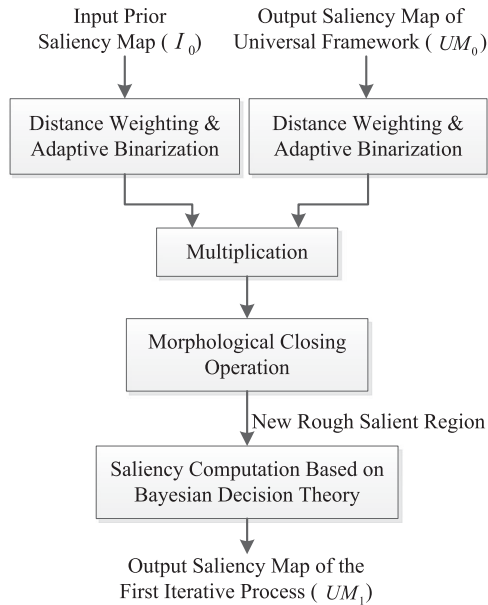 Input Prior
Saliency Map ( I₀ )
Output Saliency Map of
Universal Framework ( UM₀ )
Distance Weighting &
Adaptive Binarization
Distance Weighting &
Adaptive Binarization
Multiplication
Morphological Closing
Operation
New Rough Salient Region
Saliency Computation Based on
Bayesian Decision Theory
Output Saliency Map of the
First Iterative Process ( UM₁ )